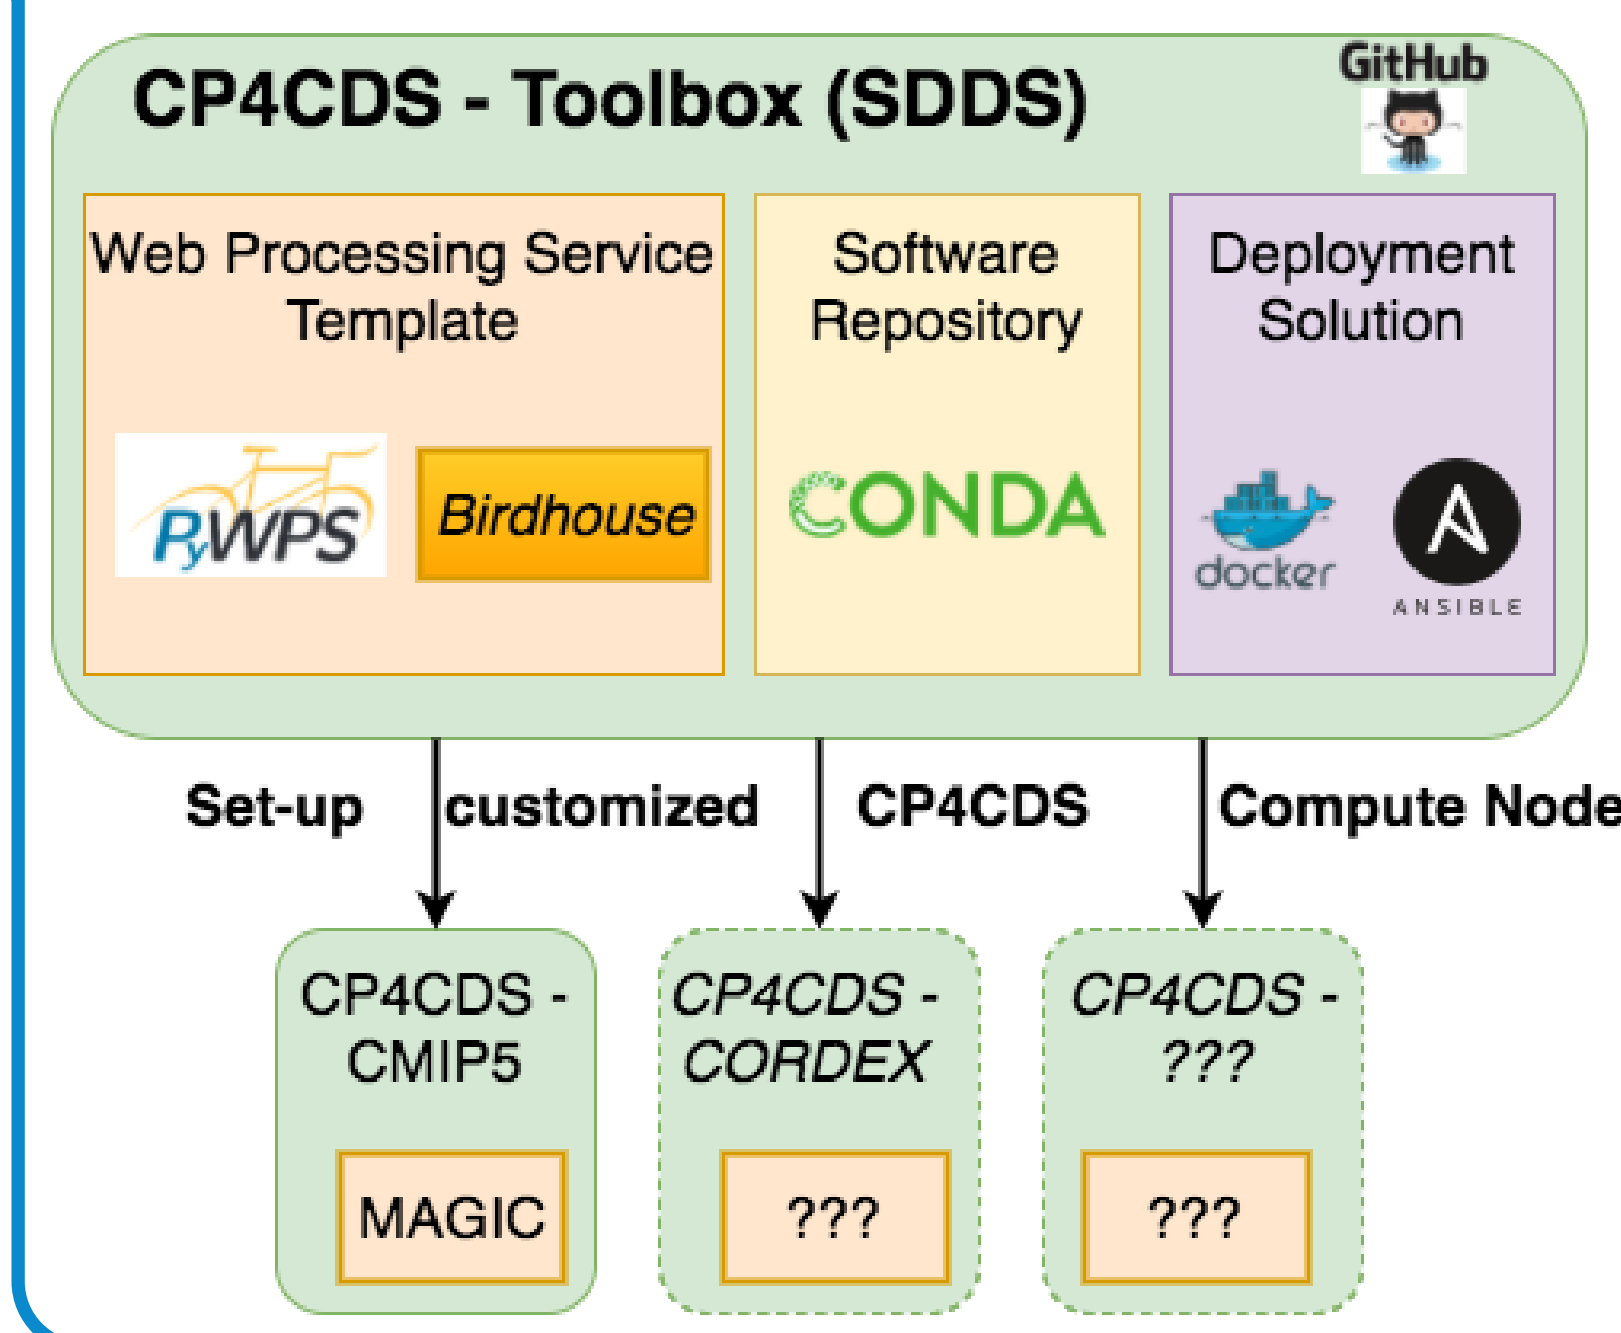 GitHub
CP4CDS - Toolbox (SDDS)
Web Processing Service
Template
Software
Repository
Deployment
Solution
PyWPS
Birdhouse
CONDA
docker
ANSIBLE
Set-up customized CP4CDS Compute Node
CP4CDS -
CMIP5
MAGIC
CP4CDS -
CORDEX
???
CP4CDS -
???
???